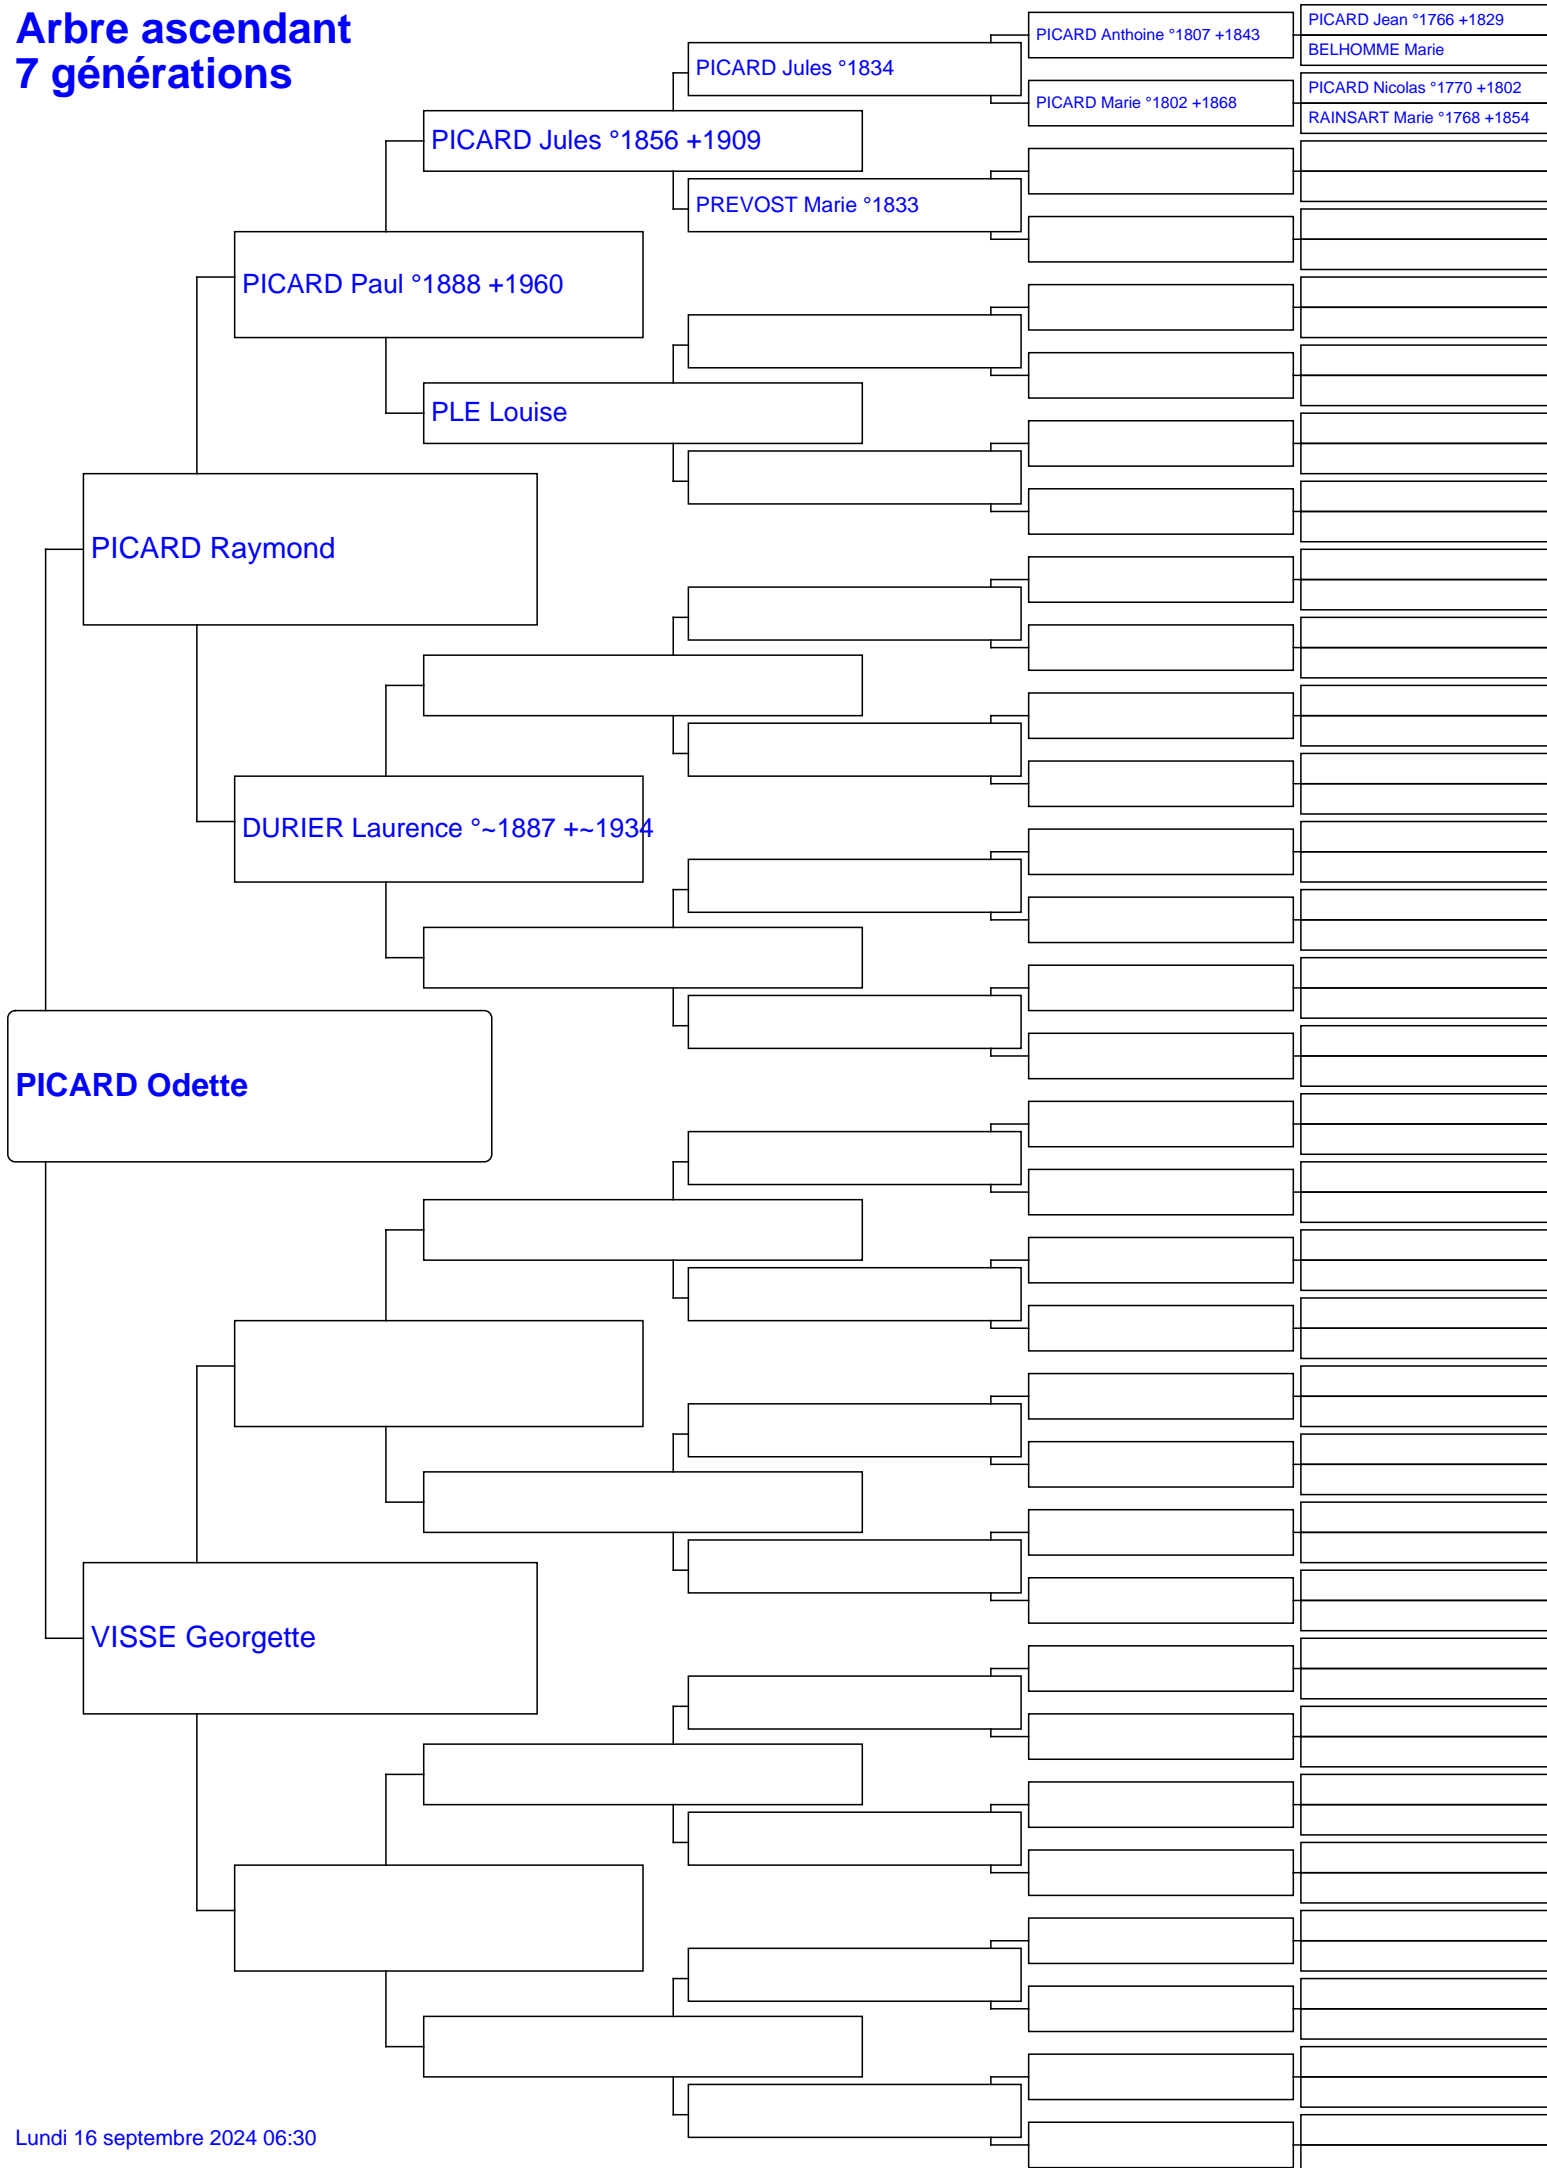 Arbre ascendant
7 générations
PICARD Anthoine °1807 +1843
PICARD Jean °1766 +1829
BELHOMME Marie
PICARD Jules °1834
PICARD Marie °1802 +1868
PICARD Nicolas °1770 +1802
RAINSART Marie °1768 +1854
PICARD Jules °1856 +1909
PREVOST Marie °1833
PICARD Paul °1888 +1960
PLE Louise
PICARD Raymond
DURIER Laurence °~1887 +~1934
PICARD Odette
VISSE Georgette
Lundi 16 septembre 2024 06:30